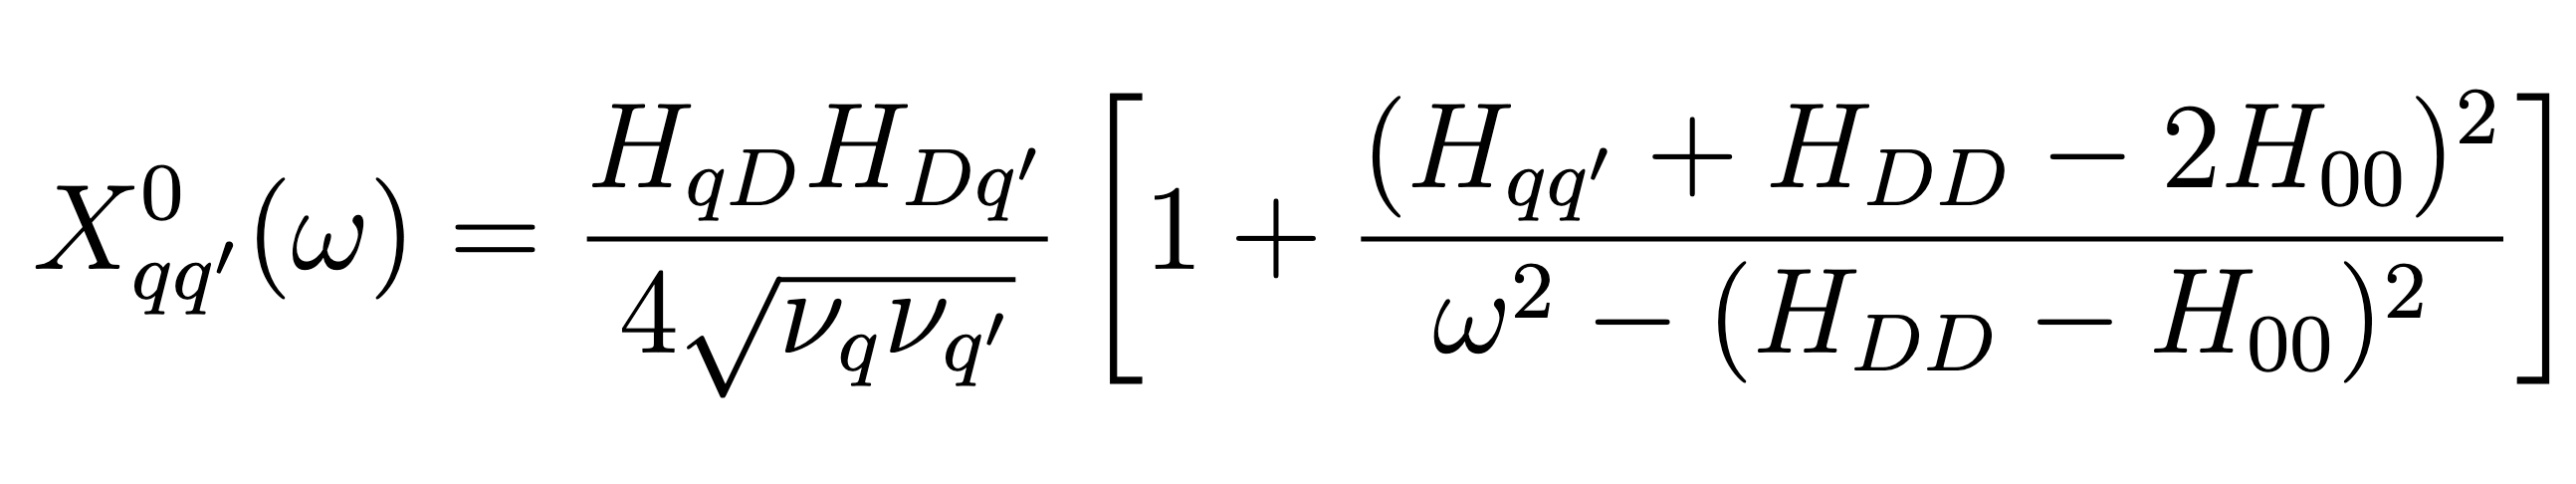 $X^0_{qq'}(\omega) = \frac{H_{qD} H_{Dq'}}{4\sqrt{\nu_q \nu_{q'}}} \left[ 1 + \frac{(H_{qq'} + H_{DD} - 2H_{00})^2}{\omega^2 - (H_{DD} - H_{00})^2} \right]$